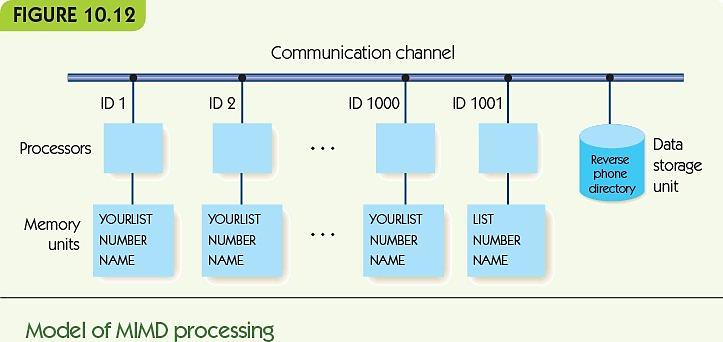 FIGURE 10.12
Communication channel
ID 1 ID 2 ID 1000 ID 1001
Processors ... Reverse phone directory Data storage unit
Memory units
YOURLIST YOURLIST ... YOURLIST LIST
NUMBER NUMBER NUMBER NUMBER
NAME NAME NAME NAME
Model of MIMD processing